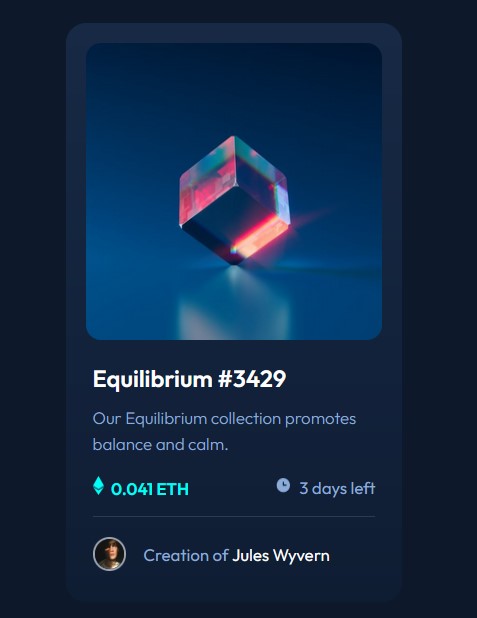 Equilibrium #3429
Our Equilibrium collection promotes
balance and calm.
0.041 ETH
3 days left
Creation of Jules Wyvern